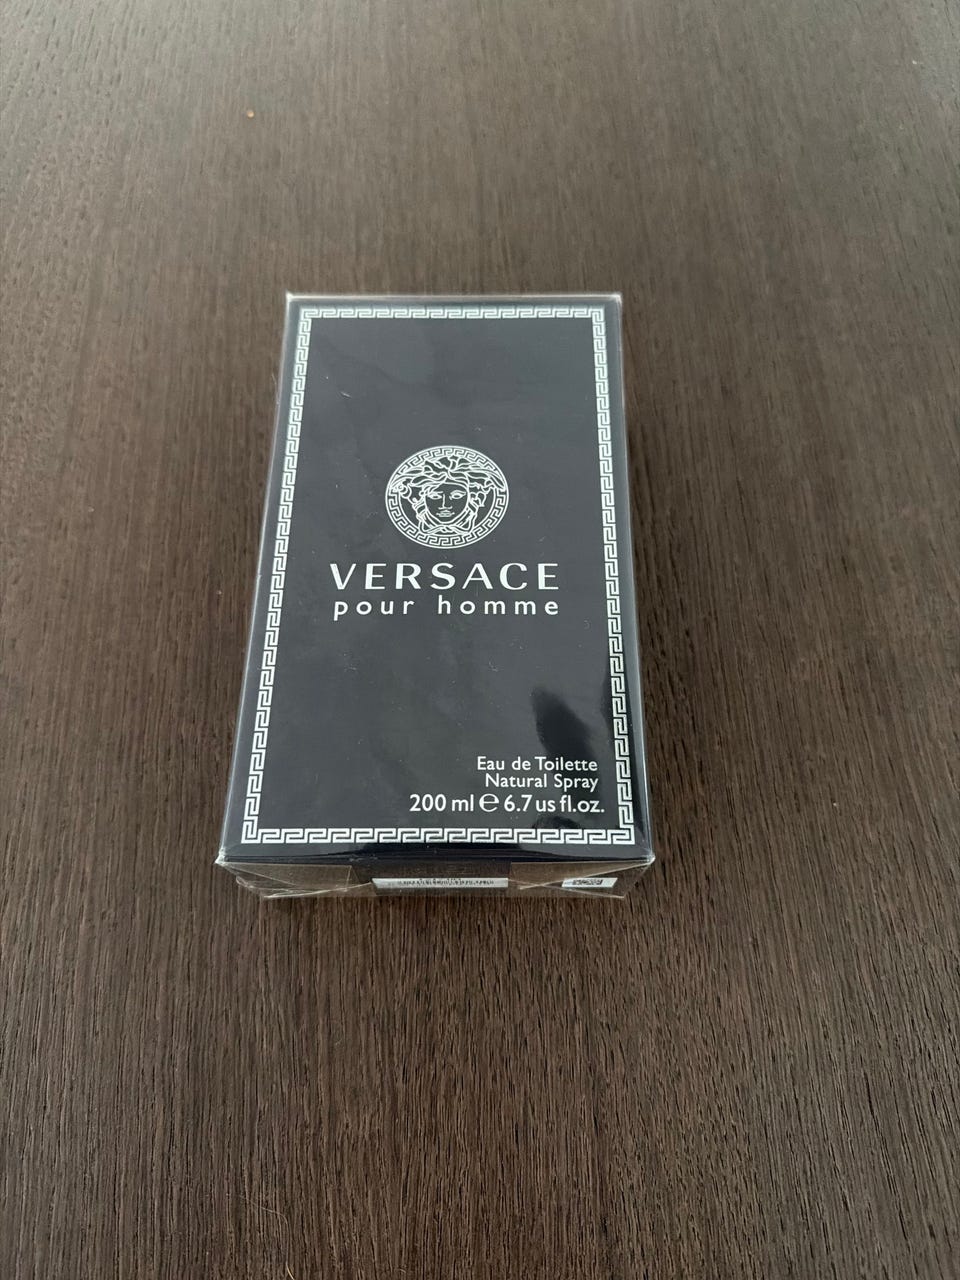 VERSACE
pour homme
Eau de Toilette
Natural Spray
200 ml ℮ 6.7 us fl.oz.